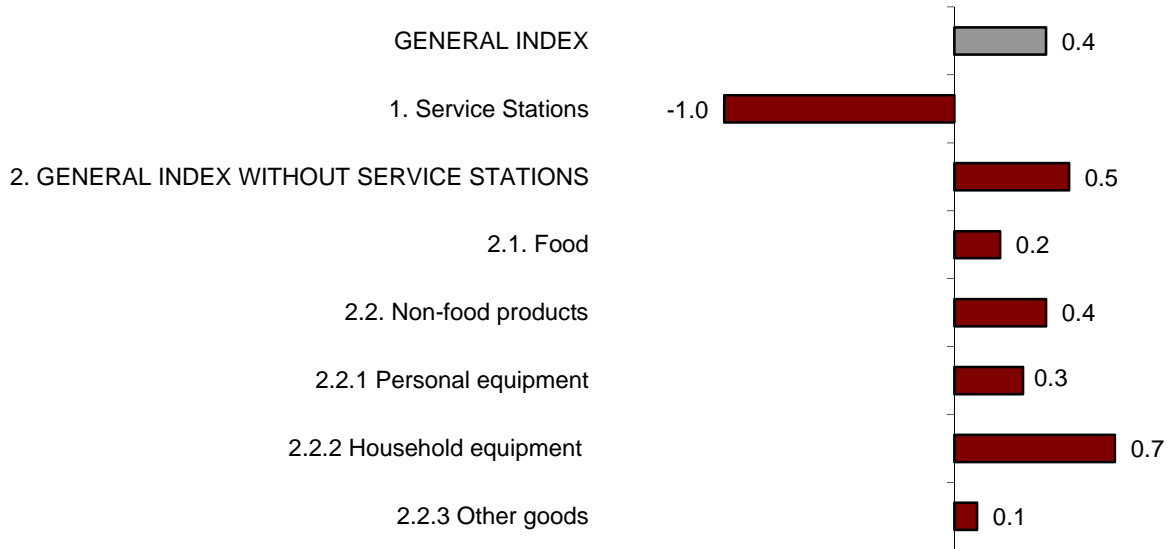 GENERAL INDEX 0.4
1. Service Stations -1.0
2. GENERAL INDEX WITHOUT SERVICE STATIONS 0.5
2.1. Food 0.2
2.2. Non-food products 0.4
2.2.1 Personal equipment 0.3
2.2.2 Household equipment 0.7
2.2.3 Other goods 0.1